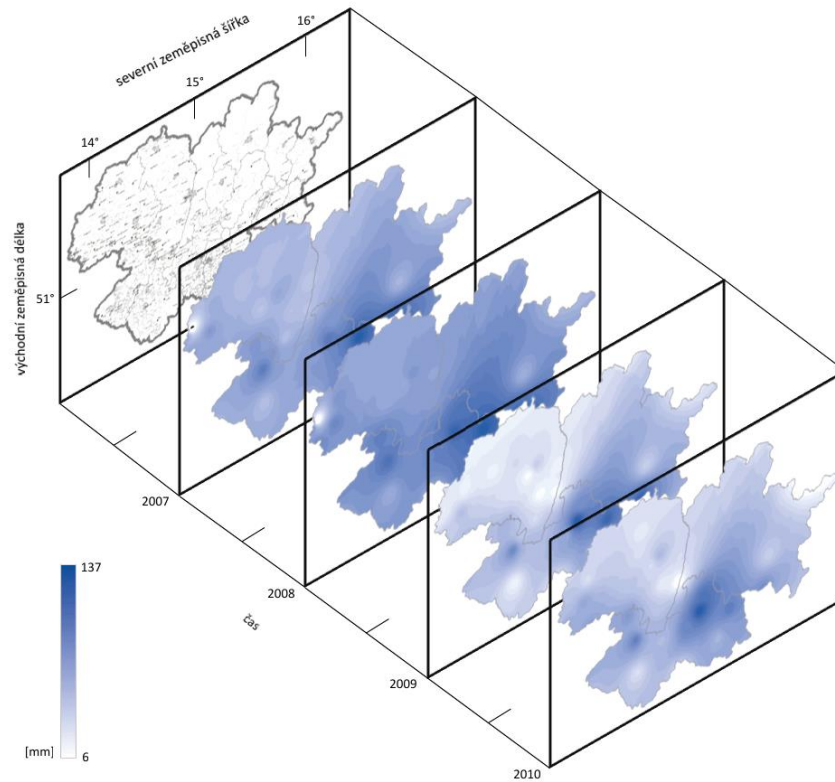 severní zeměpisná šířka
16°
15°
14°
východní zeměpisná délka
51°
2007
2008
čas
2009
2010
137
[mm]
6